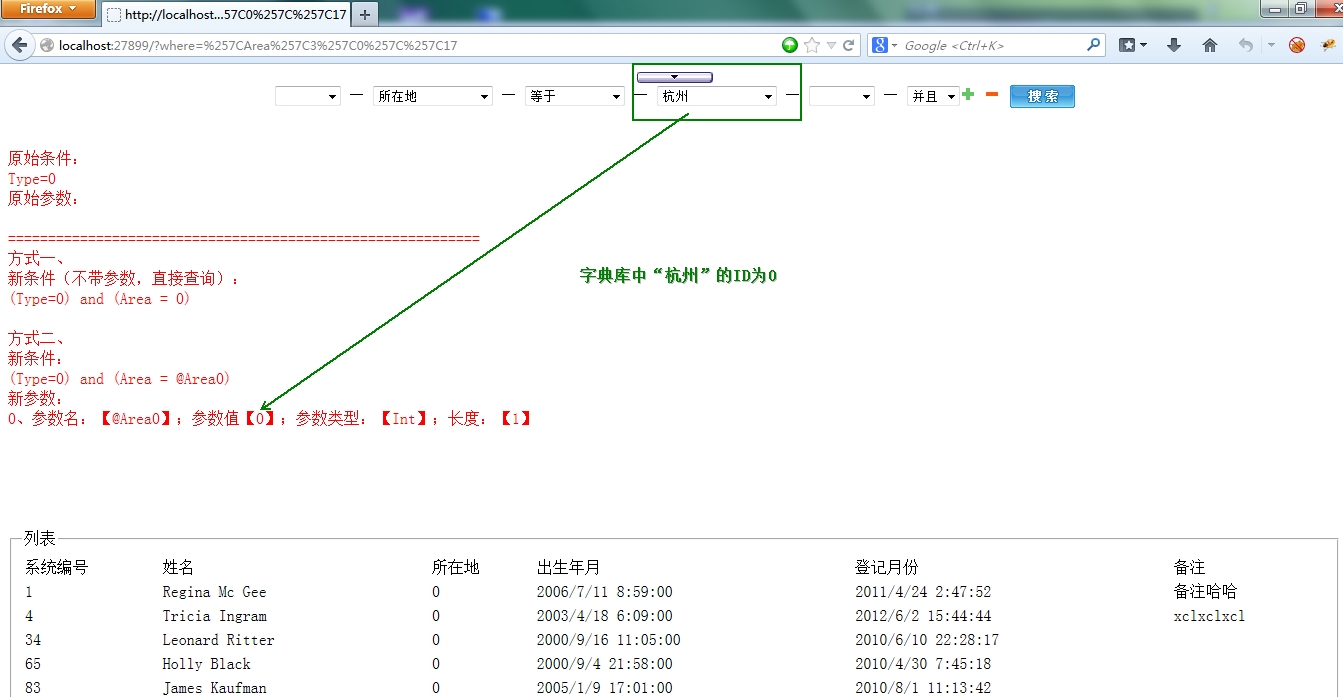 Firefox
http://localhost...57C0%257C%257C17
localhost:27899/?where=%257CArea%257C3%257C0%257C%257C17
Google <Ctrl+K>
— 所在地 — 等于 — 杭州 — — 并且 搜索
原始条件:
Type=0
原始参数:
===========================================================
方式一、
新条件（不带参数，直接查询）:
(Type=0) and (Area = 0)
字典库中“杭州”的ID为0
方式二、
新条件:
(Type=0) and (Area = @Area0)
新参数:
0、参数名: 【@Area0】; 参数值【0】; 参数类型: 【Int】; 长度: 【1】
列表
系统编号 姓名 所在地 出生年月 登记月份 备注
1 Regina Mc Gee 0 2006/7/11 8:59:00 2011/4/24 2:47:52 备注哈哈
4 Tricia Ingram 0 2003/4/18 6:09:00 2012/6/2 15:44:44 xclxclxcl
34 Leonard Ritter 0 2000/9/16 11:05:00 2010/6/10 22:28:17
65 Holly Black 0 2000/9/4 21:58:00 2010/4/30 7:45:18
83 James Kaufman 0 2005/1/9 17:01:00 2010/8/1 11:13:42